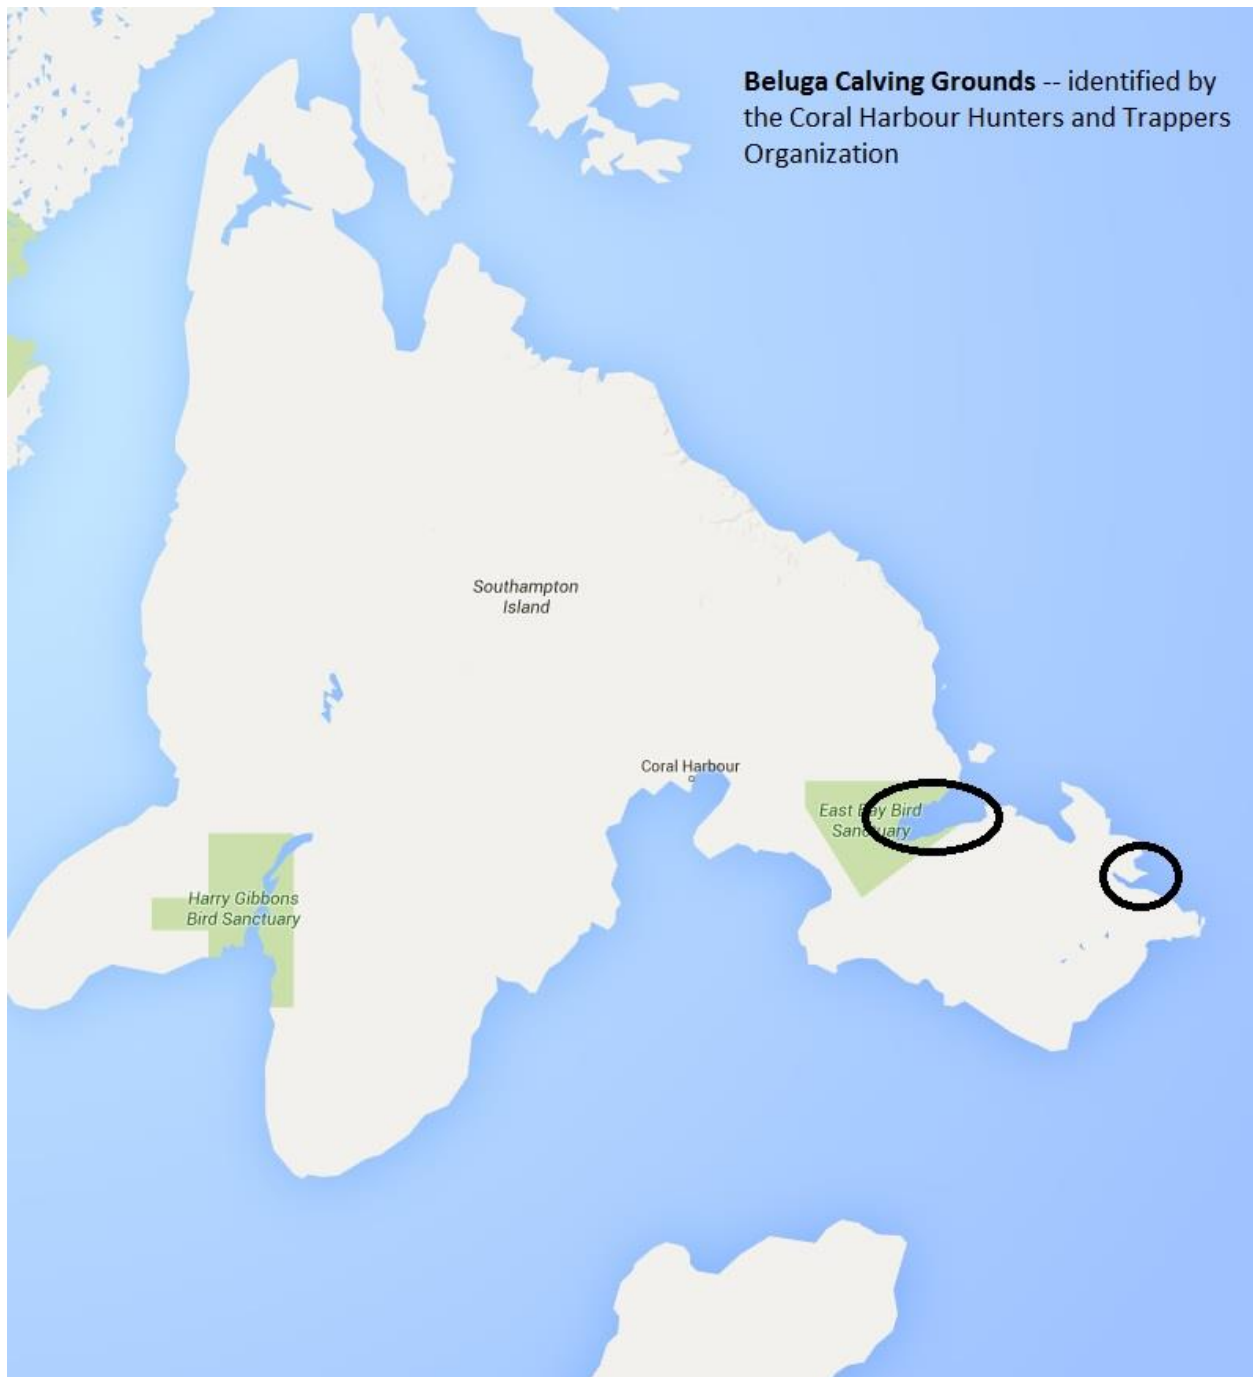 Beluga Calving Grounds -- identified by
the Coral Harbour Hunters and Trappers
Organization
Southampton
Island
Coral Harbour
East Bay Bird
Sanctuary
Harry Gibbons
Bird Sanctuary